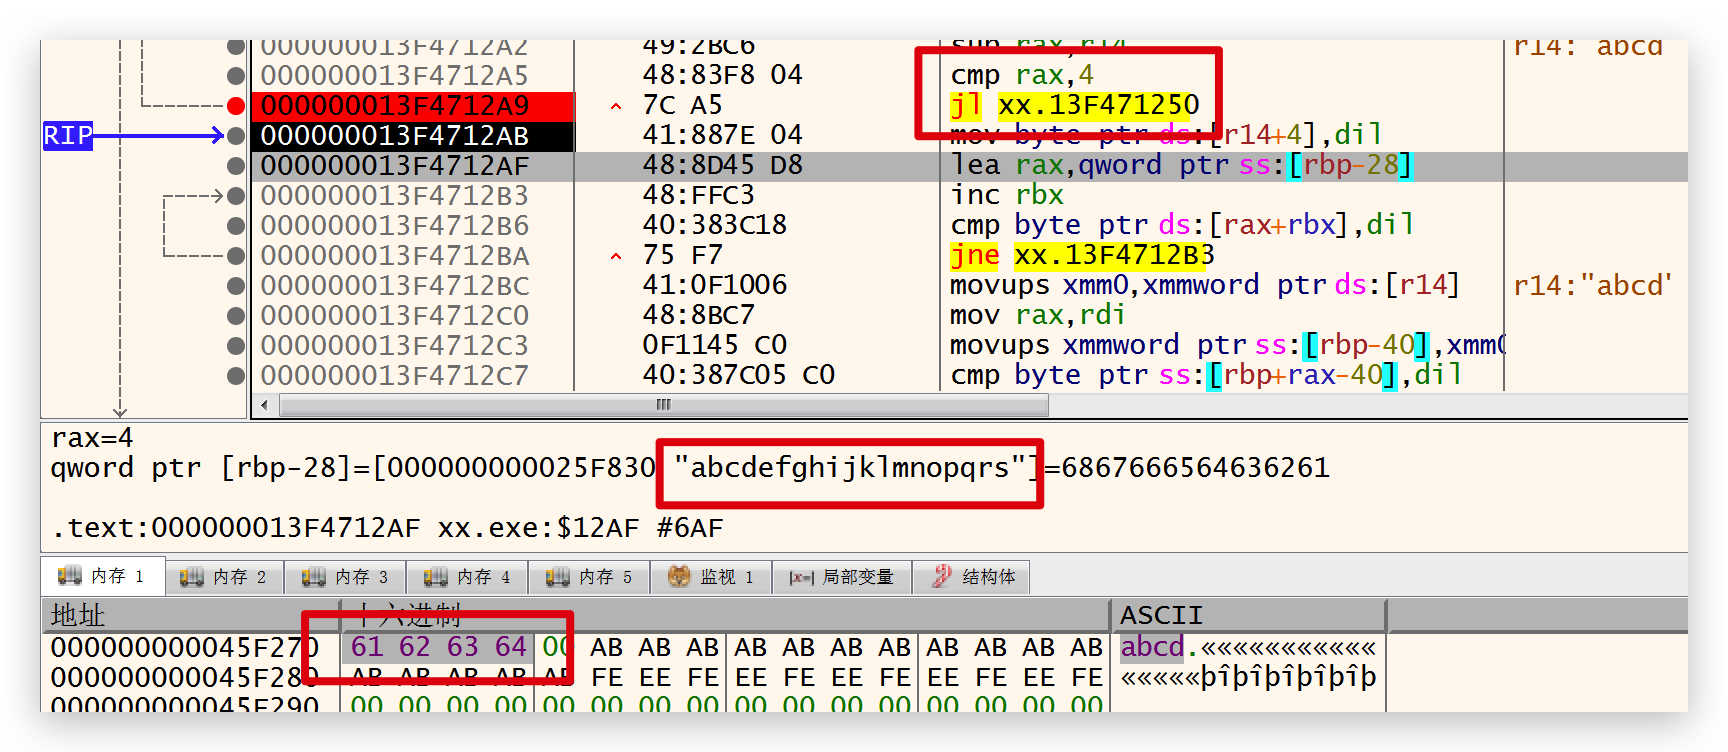 000000013F4712A2 49:2BC6 sub rax,r14 r14:"abcd
000000013F4712A5 48:83F8 04 cmp rax,4
000000013F4712A9 7C A5 jl xx.13F471250
RIP 000000013F4712AB 41:887E 04 mov byte ptr ds:[r14+4],dil
000000013F4712AF 48:8D45 D8 lea rax,qword ptr ss:[rbp-28]
000000013F4712B3 48:FFC3 inc rbx
000000013F4712B6 40:383C18 cmp byte ptr ds:[rax+rbx],dil
000000013F4712BA 75 F7 jne xx.13F4712B3
000000013F4712BC 41:0F1006 movups xmm0,xmmword ptr ds:[r14] r14:"abcd"
000000013F4712C0 48:8BC7 mov rax,rdi
000000013F4712C3 0F1145 C0 movups xmmword ptr ss:[rbp-40],xmm0
000000013F4712C7 40:387C05 C0 cmp byte ptr ss:[rbp+rax-40],dil
rax=4
qword ptr [rbp-28]=[000000000025F830 "abcdefghijklmnopqrs"]=6867666564636261
.text:000000013F4712AF xx.exe:$12AF #6AF
内存 1 内存 2 内存 3 内存 4 内存 5 监视 1 |x=| 局部变量 结构体
地址 十六进制 ASCII
000000000045F270 61 62 63 64 00 AB AB AB AB AB AB AB AB AB AB AB abcd.«««««««««««
000000000045F280 AB AB AB AB AB FE EE FE EE FE EE FE EE FE EE FE «««««þîþîþîþîþîþ
000000000045F290 00 00 00 00 00 00 00 00 00 00 00 00 00 00 00 00